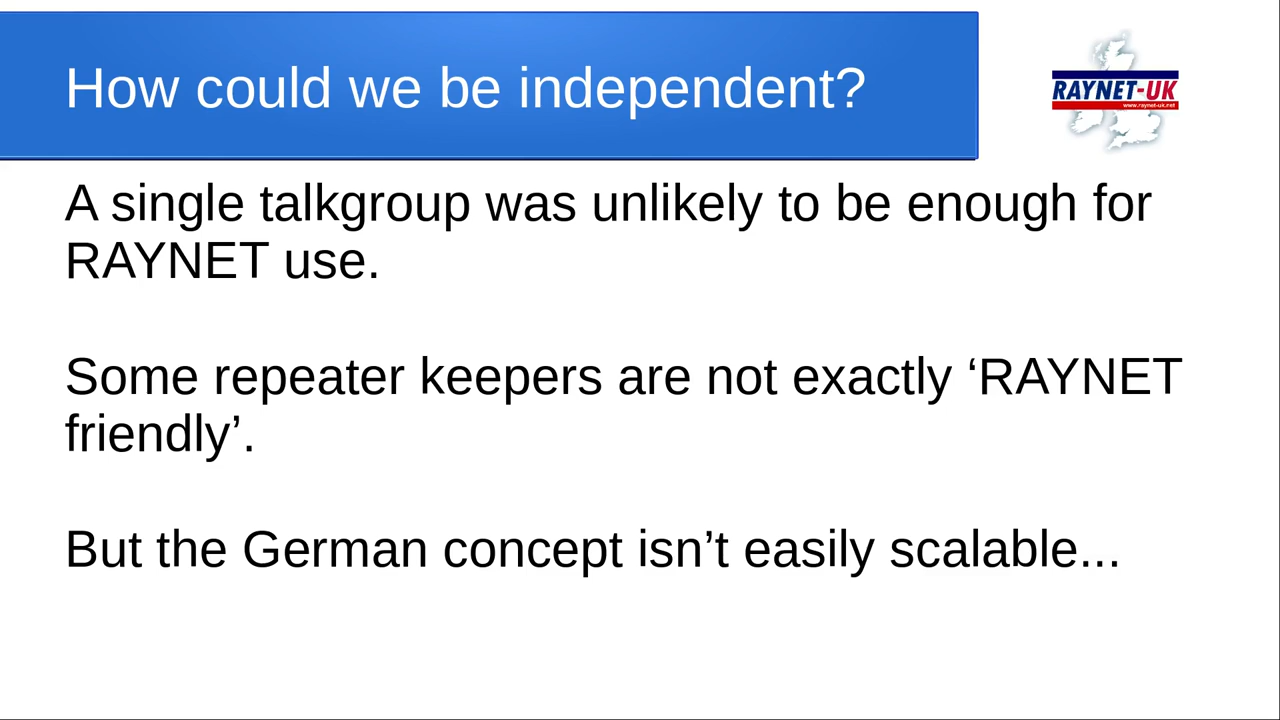 How could we be independent?
RAYNET-UK
www.raynet-uk.net
A single talkgroup was unlikely to be enough for
RAYNET use.
Some repeater keepers are not exactly ‘RAYNET
friendly’.
But the German concept isn’t easily scalable...